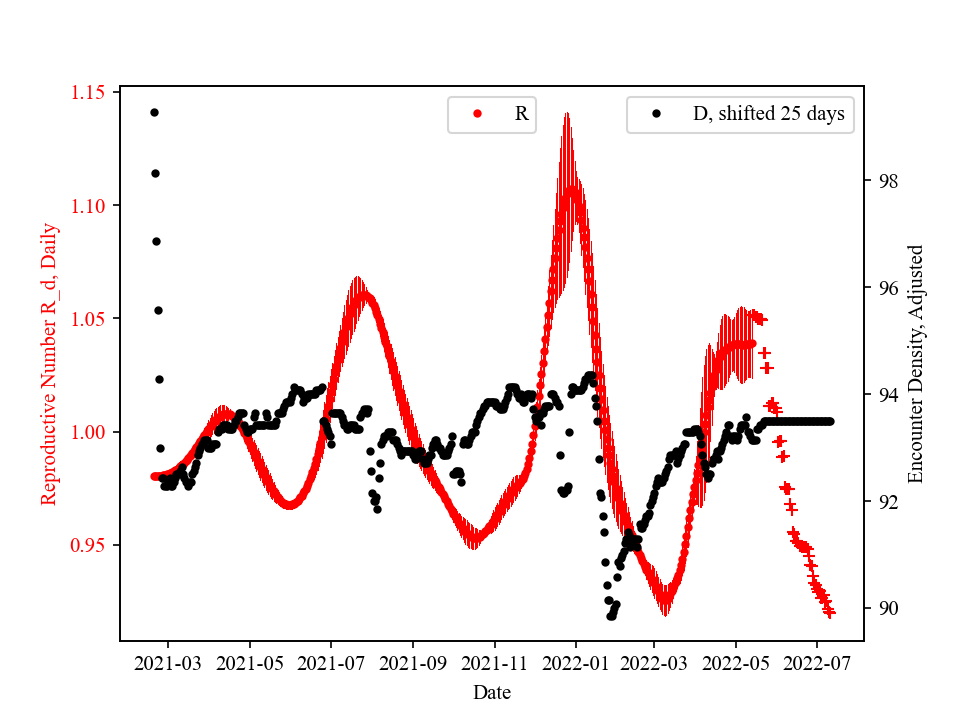 R
D, shifted 25 days
1.15
1.10
1.05
1.00
0.95
Reproductive Number R_d, Daily
98
96
94
92
90
Encounter Density, Adjusted
2021-03 2021-05 2021-07 2021-09 2021-11 2022-01 2022-03 2022-05 2022-07
Date